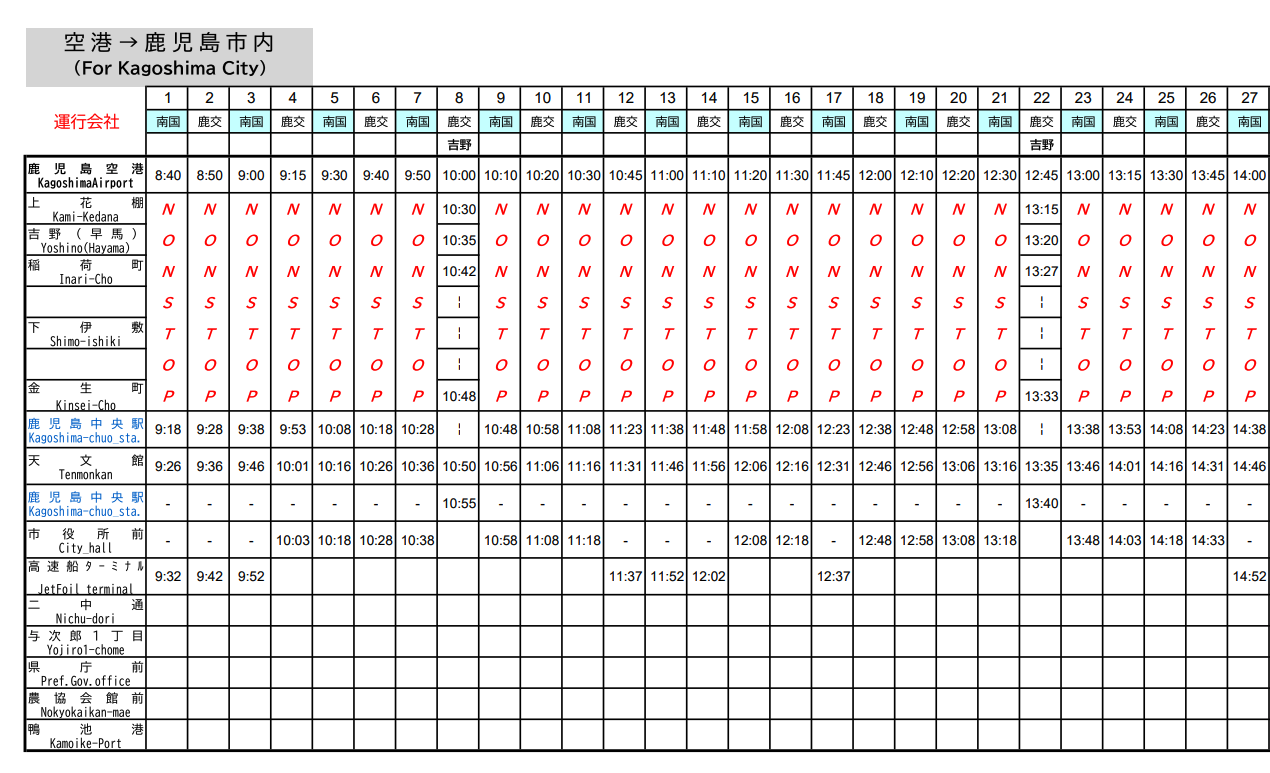 空港→鹿児島市内
(For Kagoshima City)
1 2 3 4 5 6 7 8 9 10 11 12 13 14 15 16 17 18 19 20 21 22 23 24 25 26 27
運行会社 南国 鹿交 南国 鹿交 南国 鹿交 南国 鹿交 南国 鹿交 南国 鹿交 南国 鹿交 南国 鹿交 南国 鹿交 南国 鹿交 南国 鹿交 南国 鹿交 南国 鹿交 南国
吉野 吉野
鹿児島空港 8:40 8:50 9:00 9:15 9:30 9:40 9:50 10:00 10:10 10:20 10:30 10:45 11:00 11:10 11:20 11:30 11:45 12:00 12:10 12:20 12:30 12:45 13:00 13:15 13:30 13:45 14:00
KagoshimaAirport
上花棚 N N N N N N N 10:30 N N N N N N N N N N N N N 13:15 N N N N N
Kami-Kedana
吉野(早馬) O O O O O O O 10:35 O O O O O O O O O O O O O 13:20 O O O O O
Yoshino(Hayama)
稲荷町 N N N N N N N 10:42 N N N N N N N N N N N N N 13:27 N N N N N
Inari-Cho
S S S S S S S ¦ S S S S S S S S S S S S S ¦ S S S S S
下伊敷 T T T T T T T ¦ T T T T T T T T T T T T T ¦ T T T T T
Shimo-ishiki
O O O O O O O ¦ O O O O O O O O O O O O O ¦ O O O O O
金生町 P P P P P P P 10:48 P P P P P P P P P P P P P 13:33 P P P P P
Kinsei-Cho
鹿児島中央駅 9:18 9:28 9:38 9:53 10:08 10:18 10:28 ¦ 10:48 10:58 11:08 11:23 11:38 11:48 11:58 12:08 12:23 12:38 12:48 12:58 13:08 ¦ 13:38 13:53 14:08 14:23 14:38
Kagoshima-chuo_sta.
天文館 9:26 9:36 9:46 10:01 10:16 10:26 10:36 10:50 10:56 11:06 11:16 11:31 11:46 11:56 12:06 12:16 12:31 12:46 12:56 13:06 13:16 13:35 13:46 14:01 14:16 14:31 14:46
Tenmonkan
鹿児島中央駅 - - - - - - - 10:55 - - - - - - - - - - - - - 13:40 - - - - -
Kagoshima-chuo_sta.
市役所前 - - - 10:03 10:18 10:28 10:38 10:58 11:08 11:18 - - - 12:08 12:18 - 12:48 12:58 13:08 13:18 13:48 14:03 14:18 14:33 -
City_hall
高速船ターミナル 9:32 9:42 9:52 11:37 11:52 12:02 12:37 14:52
JetFoil terminal
二中通
Nichu-dori
与次郎1丁目
Yojiro1-chome
県庁前
Pref.Gov.office
農協会館前
Nokyokaikan-mae
鴨池港
Kamoike-Port